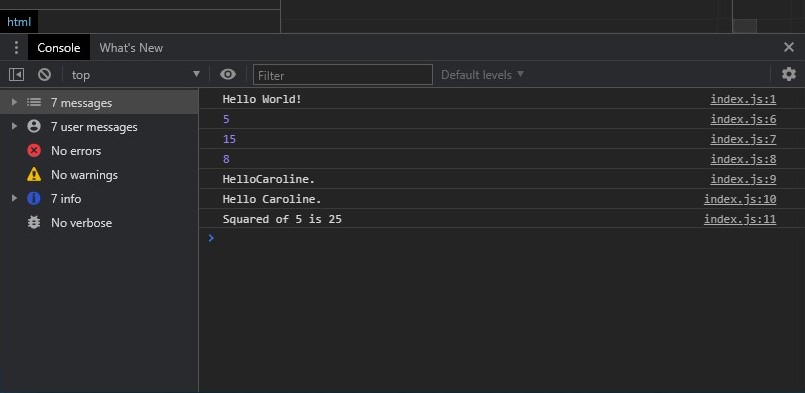 html
Console What's New
top Filter Default levels
7 messages
7 user messages
No errors
No warnings
7 info
No verbose
Hello World! index.js:1
5 index.js:6
15 index.js:7
8 index.js:8
HelloCaroline. index.js:9
Hello Caroline. index.js:10
Squared of 5 is 25 index.js:11